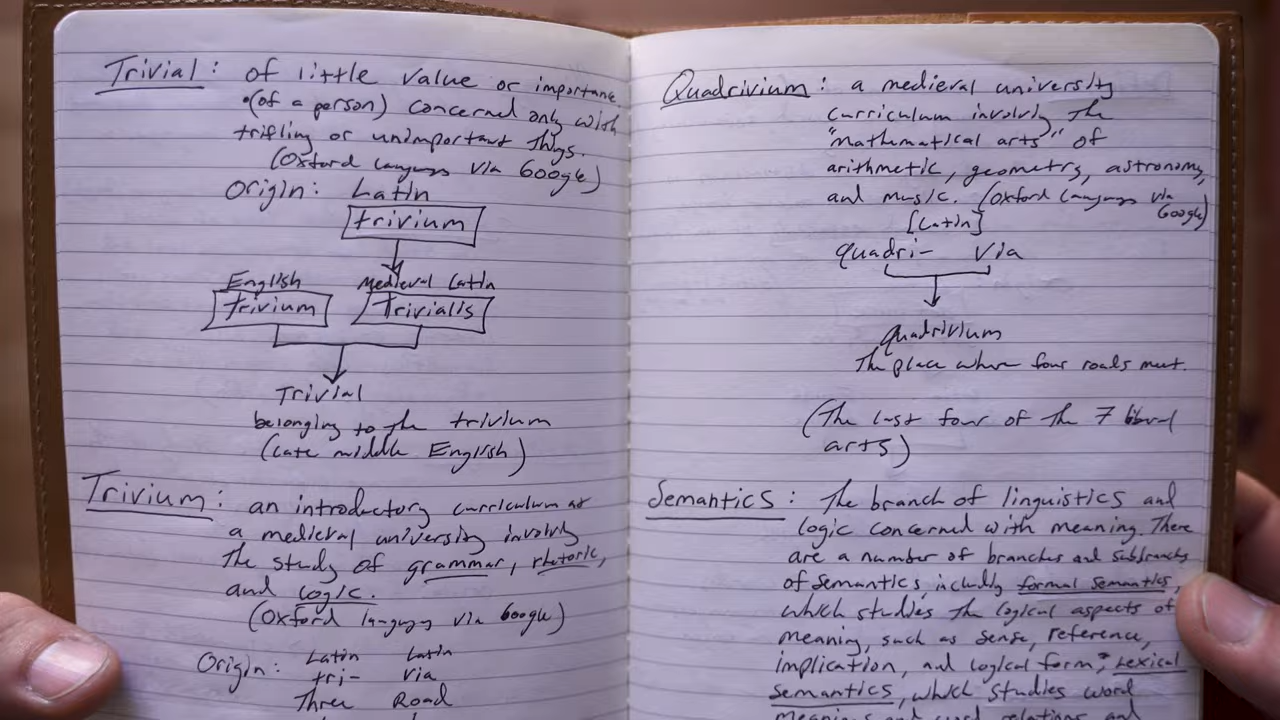 Trivial: of little value or importance.
•(of a person) concerned only with
trifling or unimportant things.
(Oxford Languages via Google)
Origin: Latin
trivium
English Medieval Latin
trivium Trivialis
Trivial
belonging to the trivium
(late middle English)
Trivium: an introductory curriculum at
a medieval university involving
the study of grammar, rhetoric,
and logic.
(Oxford languages via Google)
Origin: Latin Latin
tri- via
Three Road
Quadrivium: a medieval university
curriculum involving the
"mathematical arts" of
arithmetic, geometry, astronomy,
and music. (Oxford Languages via
Google)
[Latin]
quadri- via
quadrivium
The place where four roads meet.
(The last four of the 7 liberal
arts)
Semantics: The branch of linguistics and
logic concerned with meaning. There
are a number of branches and subbranches
of semantics, including formal semantics,
which studies the logical aspects of
meaning, such as sense, reference,
implication, and logical form, Lexical
semantics, which studies word
meanings and word relations and